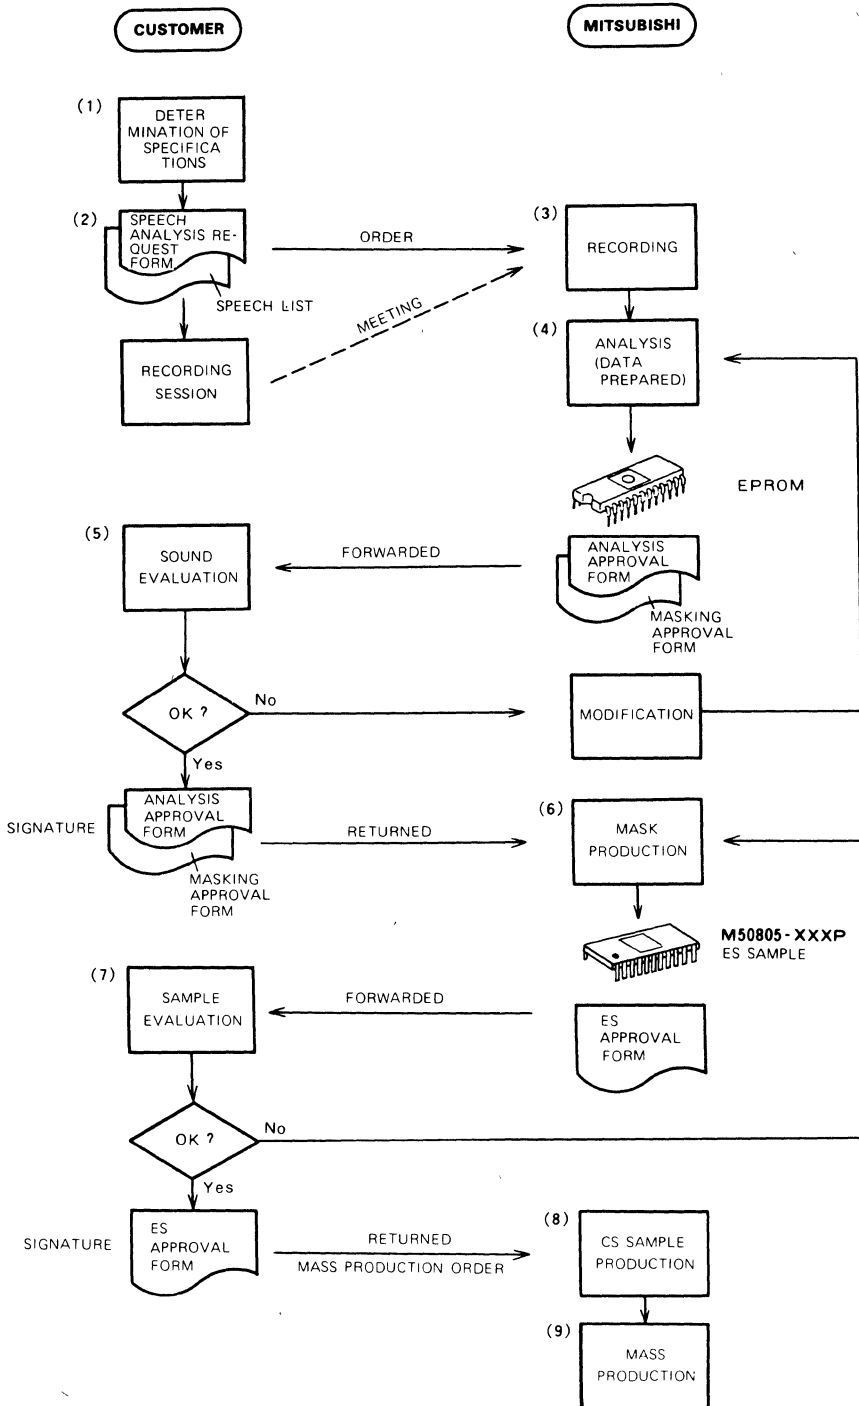 CUSTOMER
MITSUBISHI
(1)
DETER
MINATION OF
SPECIFICA
TIONS
(2)
SPEECH
ANALYSIS RE-
QUEST
FORM
SPEECH LIST
ORDER
(3)
RECORDING
MEETING
RECORDING
SESSION
(4)
ANALYSIS
(DATA
PREPARED)
EPROM
(5)
SOUND
EVALUATION
FORWARDED
ANALYSIS
APPROVAL
FORM
MASKING
APPROVAL
FORM
OK ?
No
MODIFICATION
Yes
SIGNATURE
ANALYSIS
APPROVAL
FORM
MASKING
APPROVAL
FORM
RETURNED
(6)
MASK
PRODUCTION
M50805-XXXP
ES SAMPLE
(7)
SAMPLE
EVALUATION
FORWARDED
ES
APPROVAL
FORM
OK ?
No
Yes
SIGNATURE
ES
APPROVAL
FORM
RETURNED
MASS PRODUCTION ORDER
(8)
CS SAMPLE
PRODUCTION
(9)
MASS
PRODUCTION